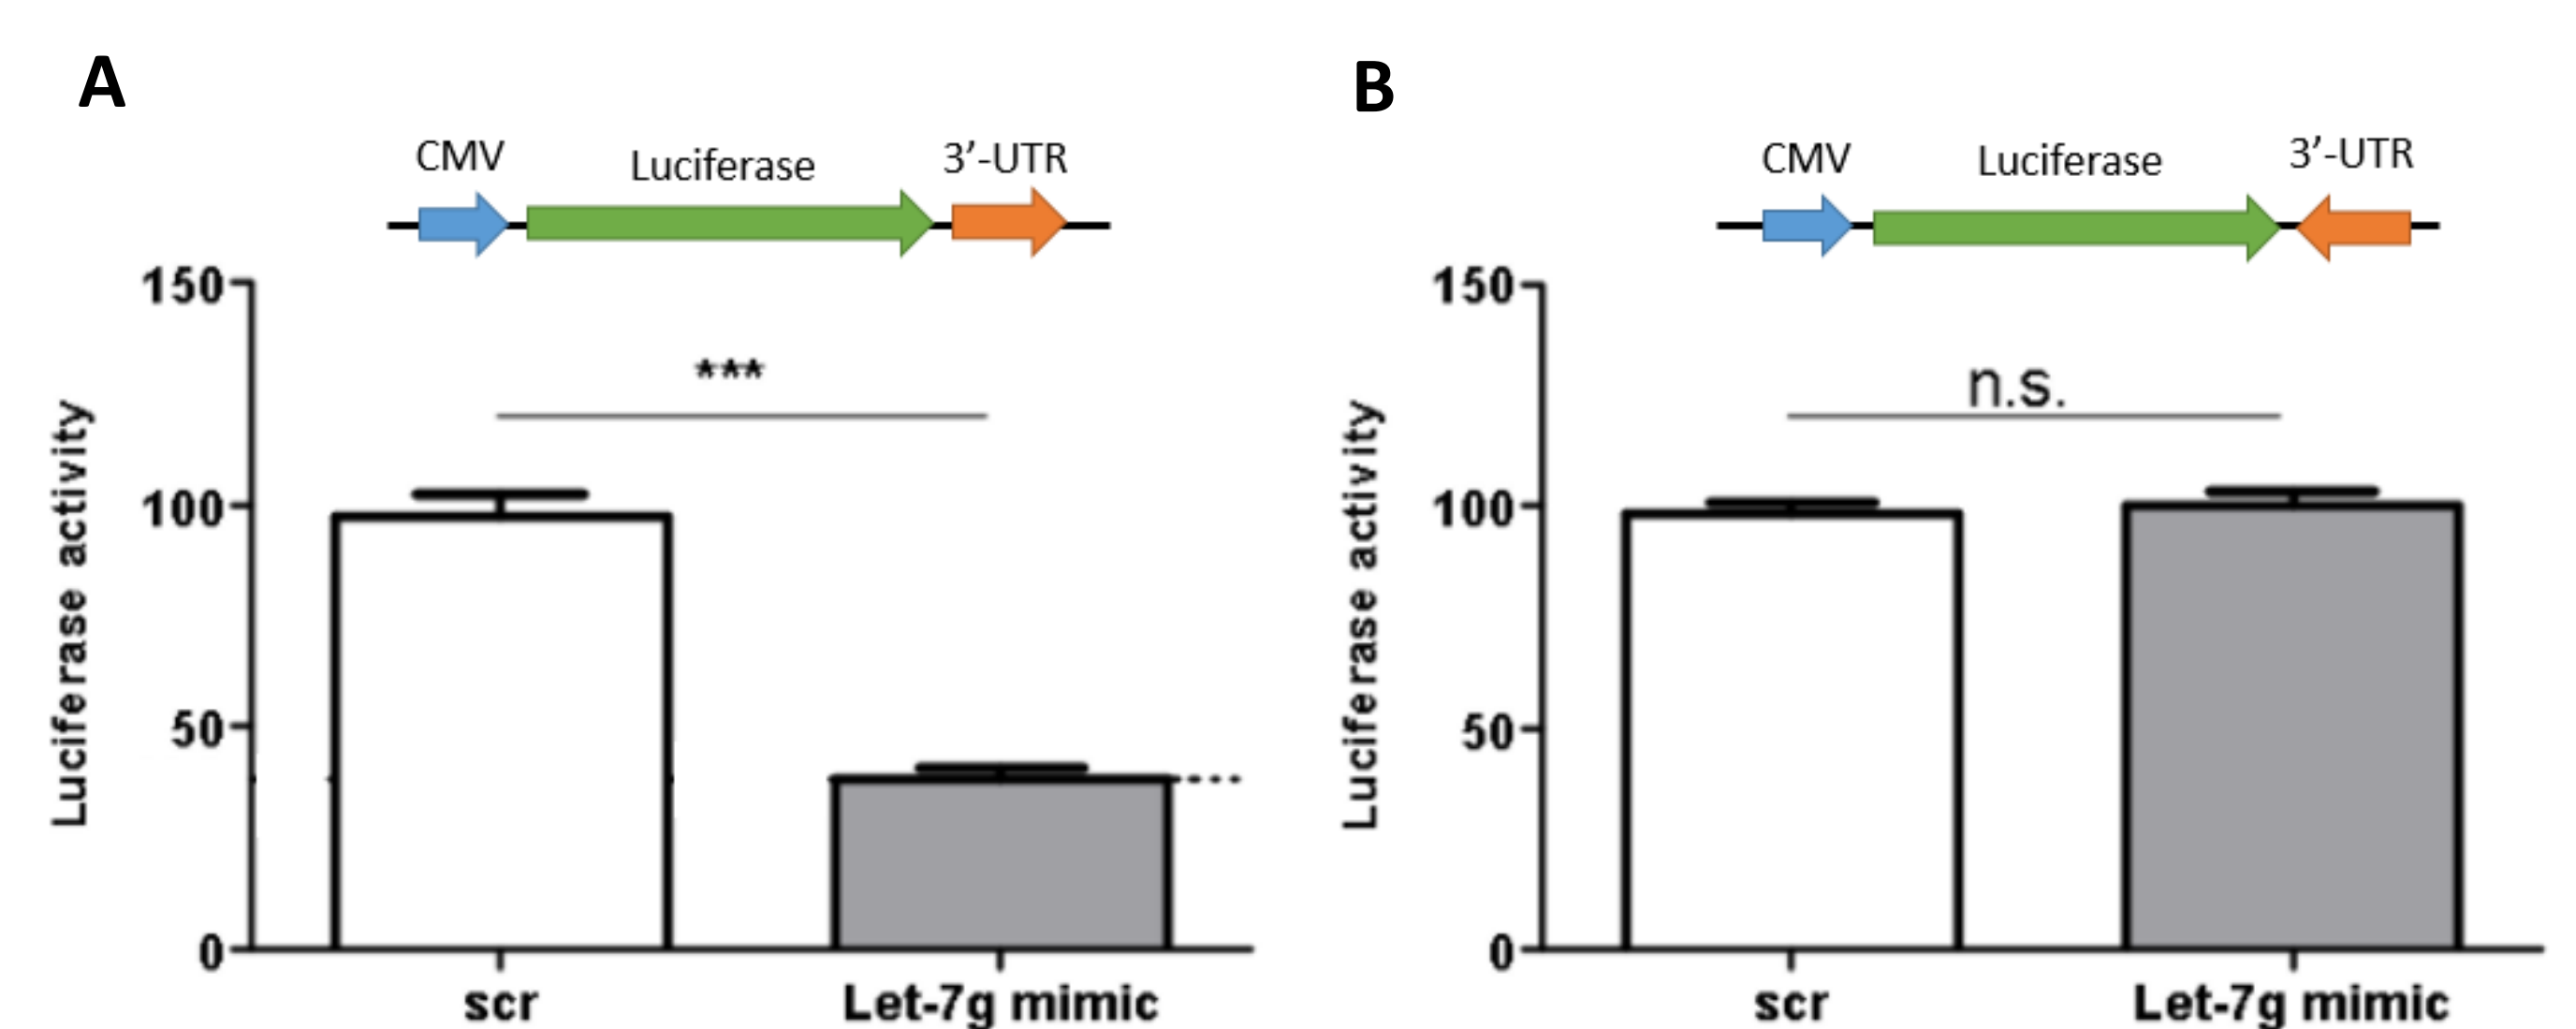 A
CMV
Luciferase
3’-UTR
150
100
50
0
Luciferase activity
***
scr
Let-7g mimic
B
CMV
Luciferase
3’-UTR
150
100
50
0
Luciferase activity
n.s.
scr
Let-7g mimic